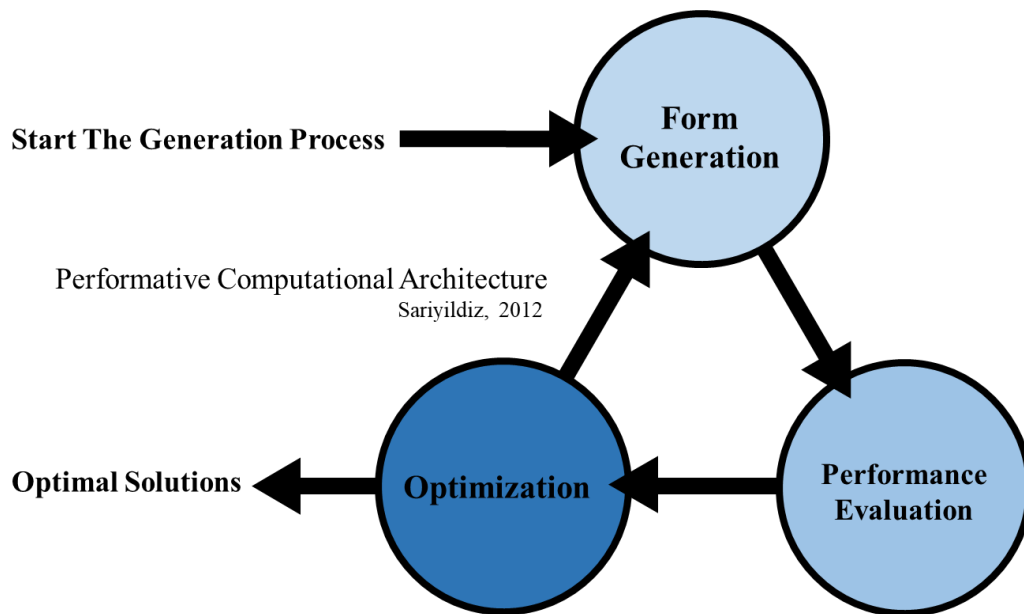 Form
Generation
Start The Generation Process
Performative Computational Architecture
Sariyildiz, 2012
Optimal Solutions
Optimization
Performance
Evaluation